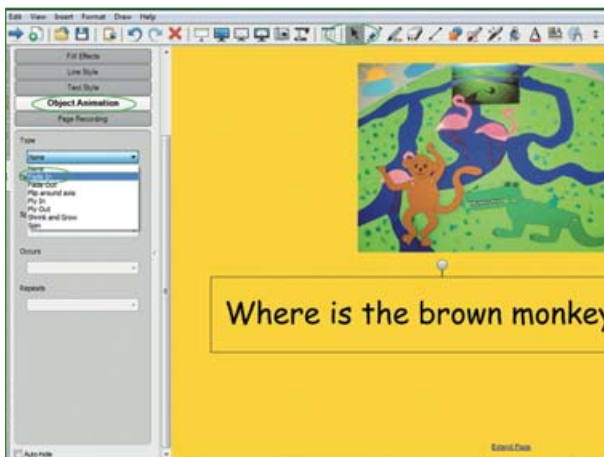 Edit View Insert Format Draw Help
Fill Effects
Line Style
Text Style
Object Animation
Page Recording
Type
None
None
Fade In
Fade Out
Flip around axis
Fly In
Fly Out
Shrink and Grow
Spin
Occurs
Repeats
Where is the brown monkey
Extend Page
Auto-hide